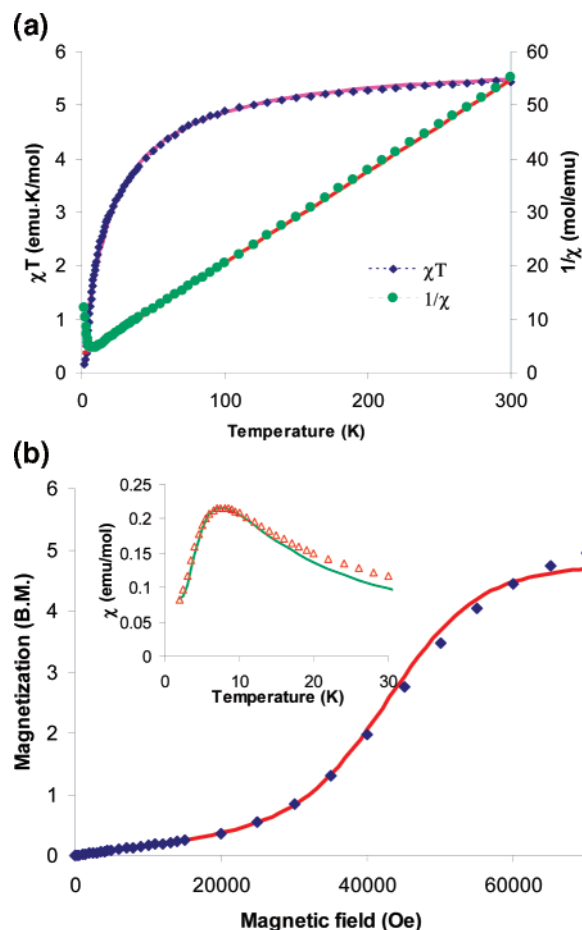 (a)
6
5
4
3
2
1
0
χT (emu·K/mol)
60
50
40
30
20
10
0
1/χ (mol/emu)
χT
1/χ
0 100 200 300
Temperature (K)
(b)
6
5
4
3
2
1
0
Magnetization (B.M.)
0.25
0.2
0.15
0.1
0.05
0
χ (emu/mol)
0 10 20 30
Temperature (K)
0 20000 40000 60000
Magnetic field (Oe)